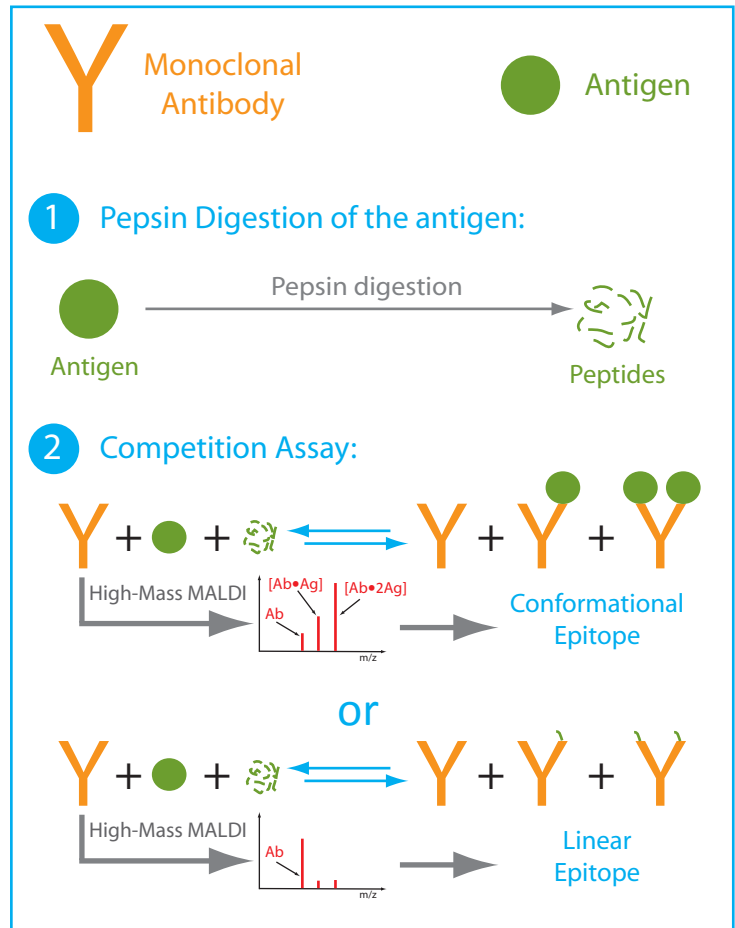 Monoclonal
Antibody
Antigen
1 Pepsin Digestion of the antigen:
Pepsin digestion
Antigen
Peptides
2 Competition Assay:
+ + + +
High-Mass MALDI
[Ab•Ag]
[Ab•2Ag]
Ab
m/z
Conformational
Epitope
or
+ + + +
High-Mass MALDI
Ab
m/z
Linear
Epitope